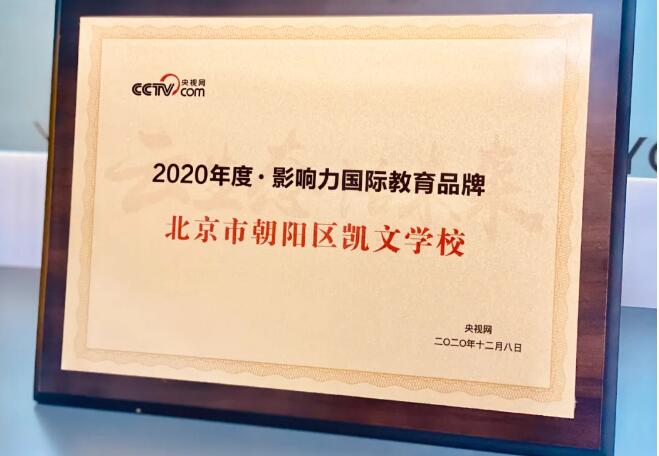 央视网
CCTV.com
2020年度·影响力国际教育品牌
北京市朝阳区凯文学校
央视网
二〇二〇年十二月八日